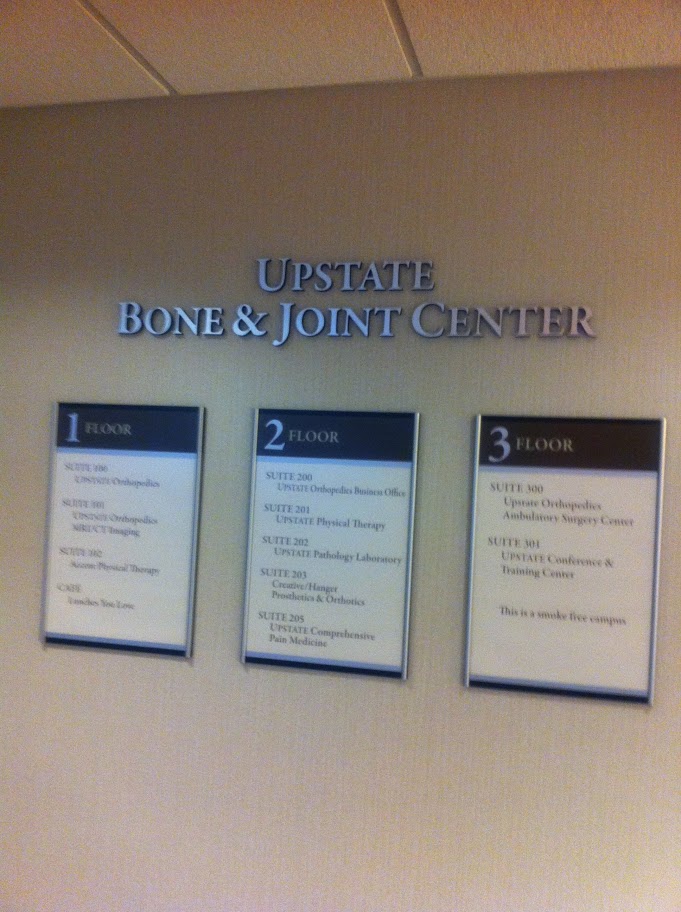 UPSTATE
BONE & JOINT CENTER
1 FLOOR
SUITE 100
UPSTATE Orthopedics
SUITE 101
UPSTATE Orthopedics
MRI/CT Imaging
SUITE 102
Physical Therapy
CAFE
Lunches You Love
2 FLOOR
SUITE 200
UPSTATE Orthopedics Business Office
SUITE 201
UPSTATE Physical Therapy
SUITE 202
UPSTATE Pathology Laboratory
SUITE 203
Creative/Hanger
Prosthetics & Orthotics
SUITE 205
UPSTATE Comprehensive
Pain Medicine
3 FLOOR
SUITE 300
Upstate Orthopedics
Ambulatory Surgery Center
SUITE 301
UPSTATE Conference &
Training Center
This is a smoke free campus